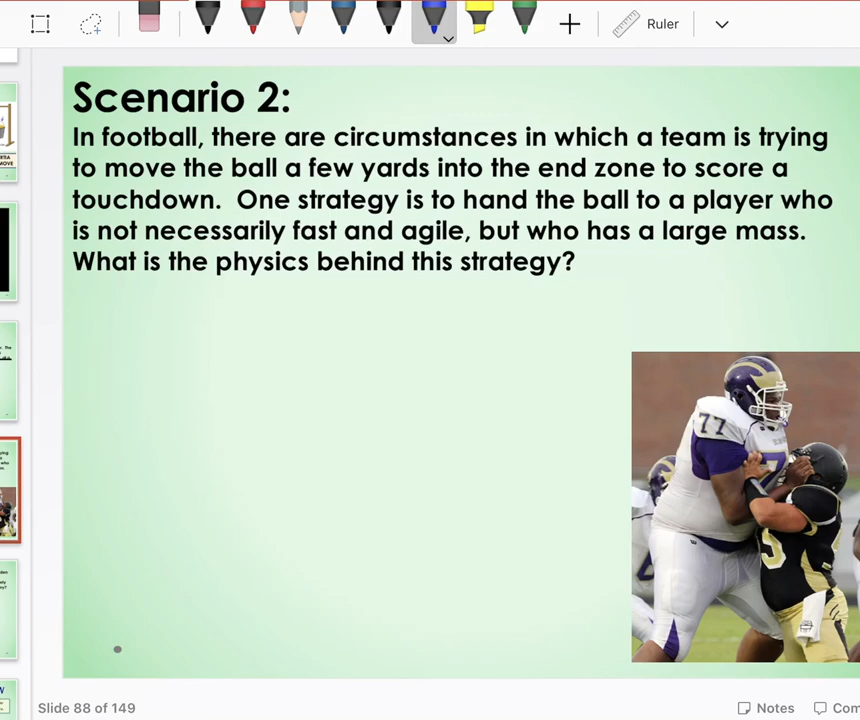 Ruler
Scenario 2:
In football, there are circumstances in which a team is trying
to move the ball a few yards into the end zone to score a
touchdown. One strategy is to hand the ball to a player who
is not necessarily fast and agile, but who has a large mass.
What is the physics behind this strategy?
77
Slide 88 of 149
Notes
Com